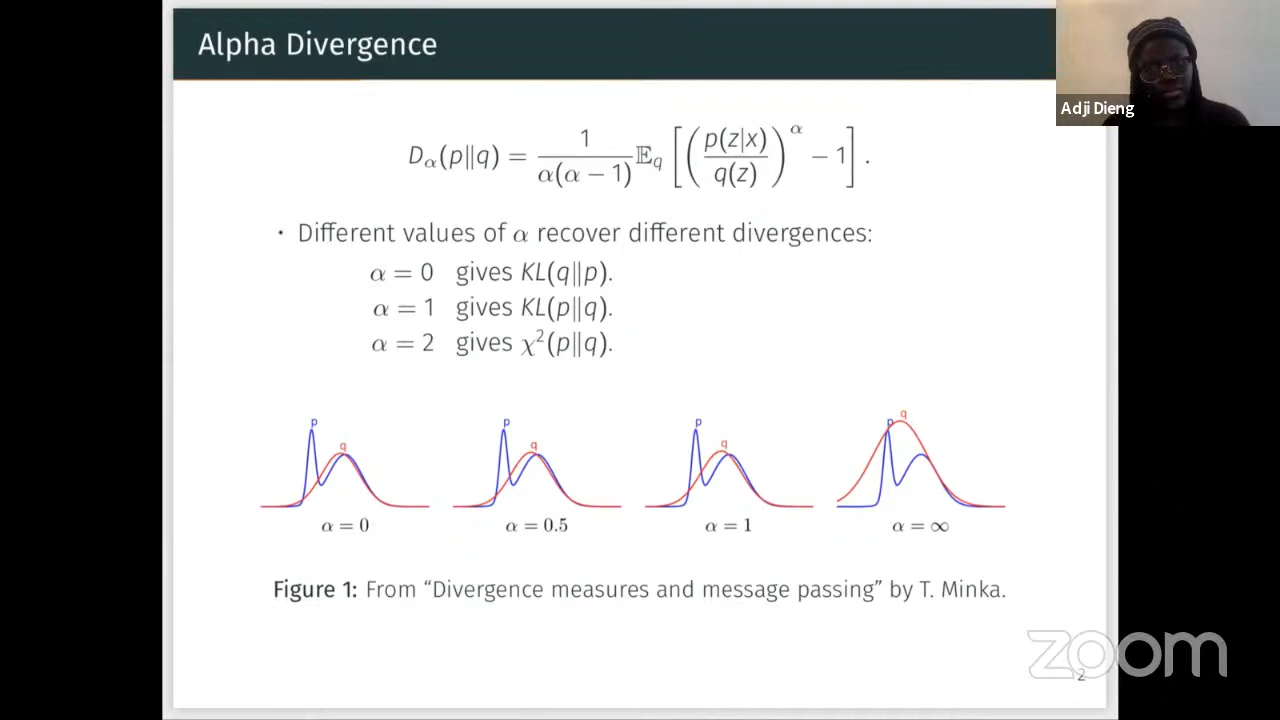 Alpha Divergence
Adji Dieng
D_α(p‖q) = 1/(α(α − 1)) 𝔼_q [(p(z|x)/q(z))^α − 1].
• Different values of α recover different divergences:
α = 0 gives KL(q‖p).
α = 1 gives KL(p‖q).
α = 2 gives χ²(p‖q).
p q p q p q p q
α = 0 α = 0.5 α = 1 α = ∞
Figure 1: From “Divergence measures and message passing” by T. Minka.
zoom
2